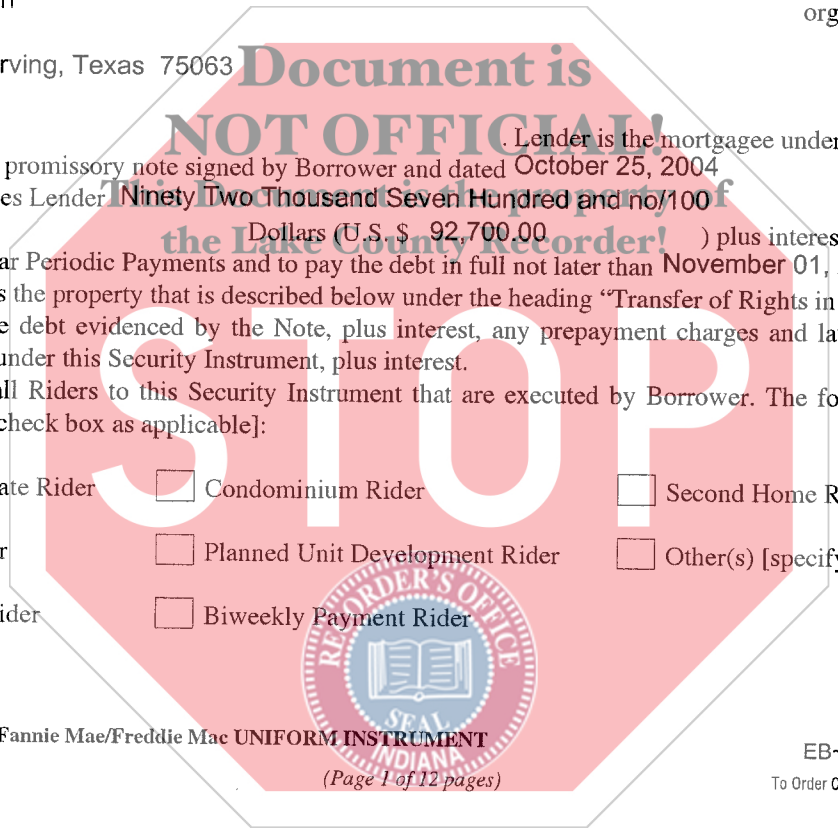 org
rving, Texas 75063
Document is
NOT OFFICIAL!
. Lender is the mortgagee under
promissory note signed by Borrower and dated October 25, 2004
This Document is the property of
es Lender Ninety Two Thousand Seven Hundred and no/100
the Lake County Recorder!
Dollars (U.S. $ 92,700.00 ) plus interes
ar Periodic Payments and to pay the debt in full not later than November 01,
s the property that is described below under the heading “Transfer of Rights in
e debt evidenced by the Note, plus interest, any prepayment charges and la
under this Security Instrument, plus interest.
all Riders to this Security Instrument that are executed by Borrower. The fo
check box as applicable]:
STOP
ate Rider Condominium Rider Second Home R
r Planned Unit Development Rider Other(s) [specify
ider Biweekly Payment Rider
RECORDER'S OFFICE
SEAL
INDIANA
Fannie Mae/Freddie Mac UNIFORM INSTRUMENT
EB-
(Page 1 of 12 pages)
To Order C